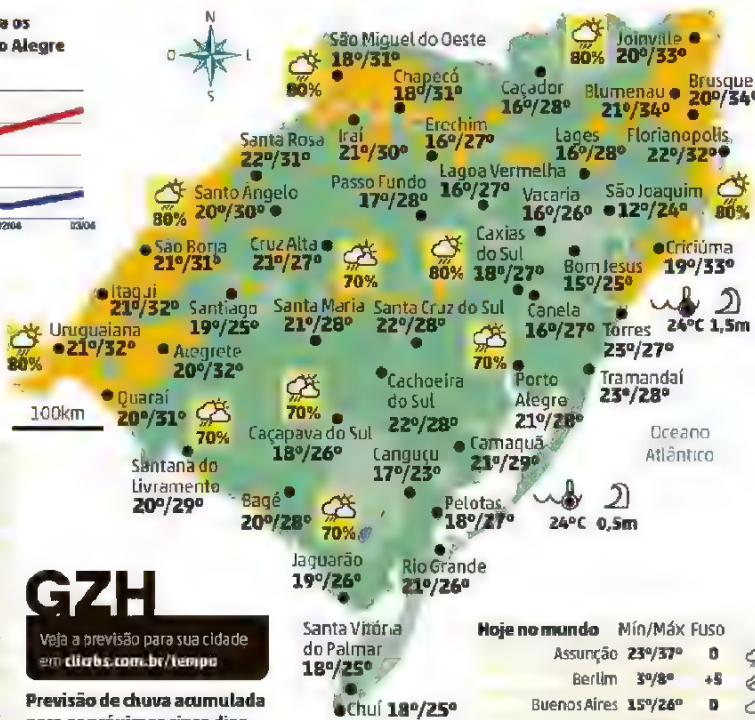 a os
o Alegre
02/06
03/06
N
O
L
S
80%
São Miguel do Oeste
18º/31º
Chapecó
18º/31º
80%
Joinville
20º/33º
Caçador
16º/28º
Blumenau
21º/34º
Brusque
20º/34º
Iraí
21º/30º
Erechim
16º/27º
Lages
16º/28º
Florianópolis
22º/32º
Santa Rosa
22º/31º
Passo Fundo
17º/28º
Lagoa Vermelha
16º/27º
Vacaria
16º/26º
São Joaquim
12º/24º
80%
80%
Santo Ângelo
20º/30º
São Borja
21º/31º
Cruz Alta
21º/27º
70%
80%
Caxias
do Sul
18º/27º
Bom Jesus
15º/25º
Criciúma
19º/33º
Itaqui
21º/32º
Santiago
19º/25º
Santa Maria
21º/28º
Santa Cruz do Sul
22º/28º
Canela
16º/27º
Torres
23º/27º
24ºC 1,5m
80%
Uruguaiana
21º/32º
Alegrete
20º/32º
70%
Porto
Alegre
21º/28º
Tramandaí
23º/28º
Quaraí
20º/31º
100km
70%
70%
Cachoeira
do Sul
22º/28º
Caçapava do Sul
18º/26º
Camaquã
21º/29º
Oceano
Atlântico
Santana do
Livramento
20º/29º
Canguçu
17º/23º
Bagé
20º/28º
70%
Pelotas
18º/27º
24ºC 0,5m
Jaguarão
19º/26º
Rio Grande
21º/26º
Santa Vitória
do Palmar
18º/25º
Chuí 18º/25º
GZH
Veja a previsão para sua cidade
em clicrbs.com.br/tempo
Previsão de chuva acumulada
Hoje no mundo Mín/Máx Fuso
Assunção 23º/37º 0
Berlim 3º/8º +5
Buenos Aires 15º/26º 0